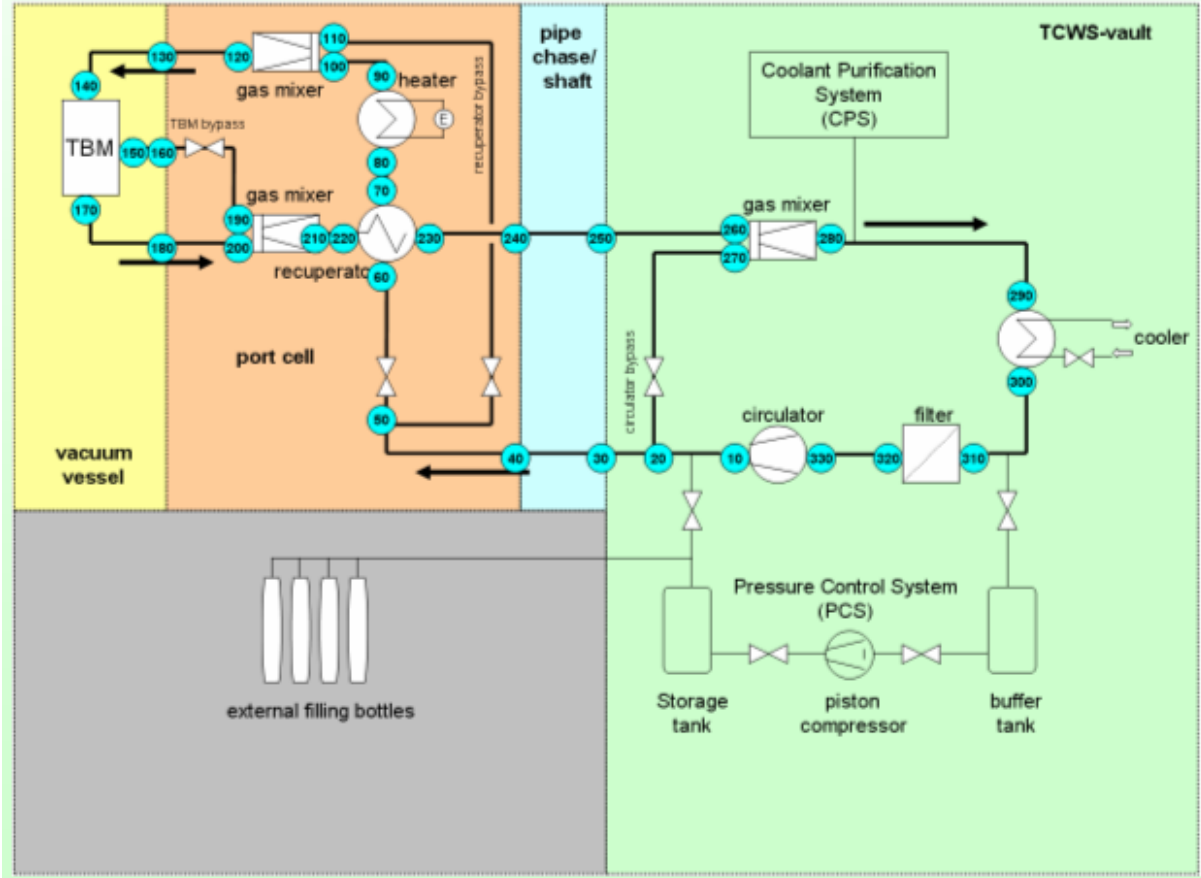 pipe
chase/
shaft
TCWS-vault
110
130
120
100
90
heater
gas mixer
140
E
Coolant Purification
System
(CPS)
TBM bypass
recuperator bypass
TBM
150
160
80
70
170
gas mixer
190
180
200
210
220
230
240
250
recuperato
60
gas mixer
260
270
280
290
cooler
300
port cell
circulator bypass
50
circulator
filter
vacuum
vessel
40
30
20
10
330
320
310
Pressure Control System
(PCS)
external filling bottles
Storage
tank
piston
compressor
buffer
tank